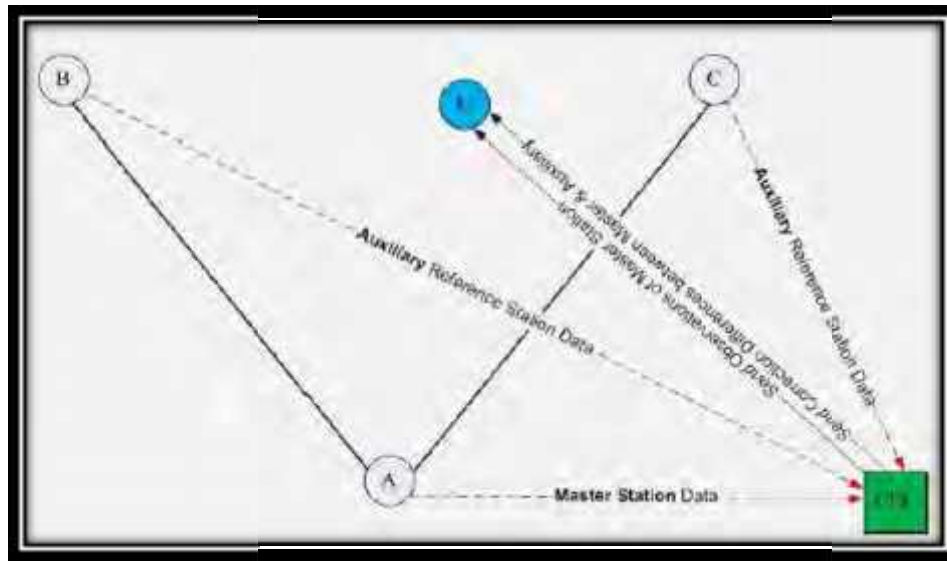 B
C
Send Correction Differences between Master & Auxiliary
Send Observations of Master Station
Auxiliary Reference Station Data
Auxiliary Reference Station Data
A
Master Station Data